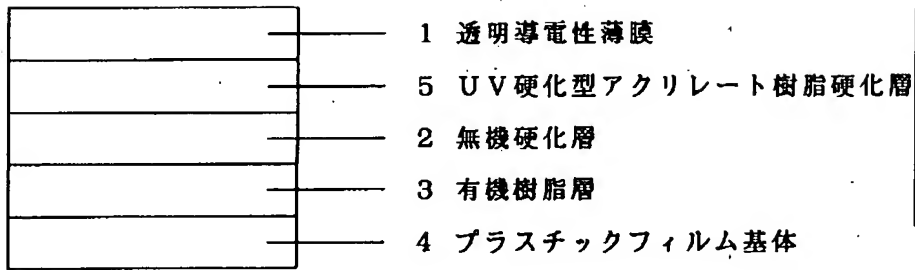 1 透明導電性薄膜
5 UV硬化型アクリレート樹脂硬化層
2 無機硬化層
3 有機樹脂層
4 プラスチックフィルム基体